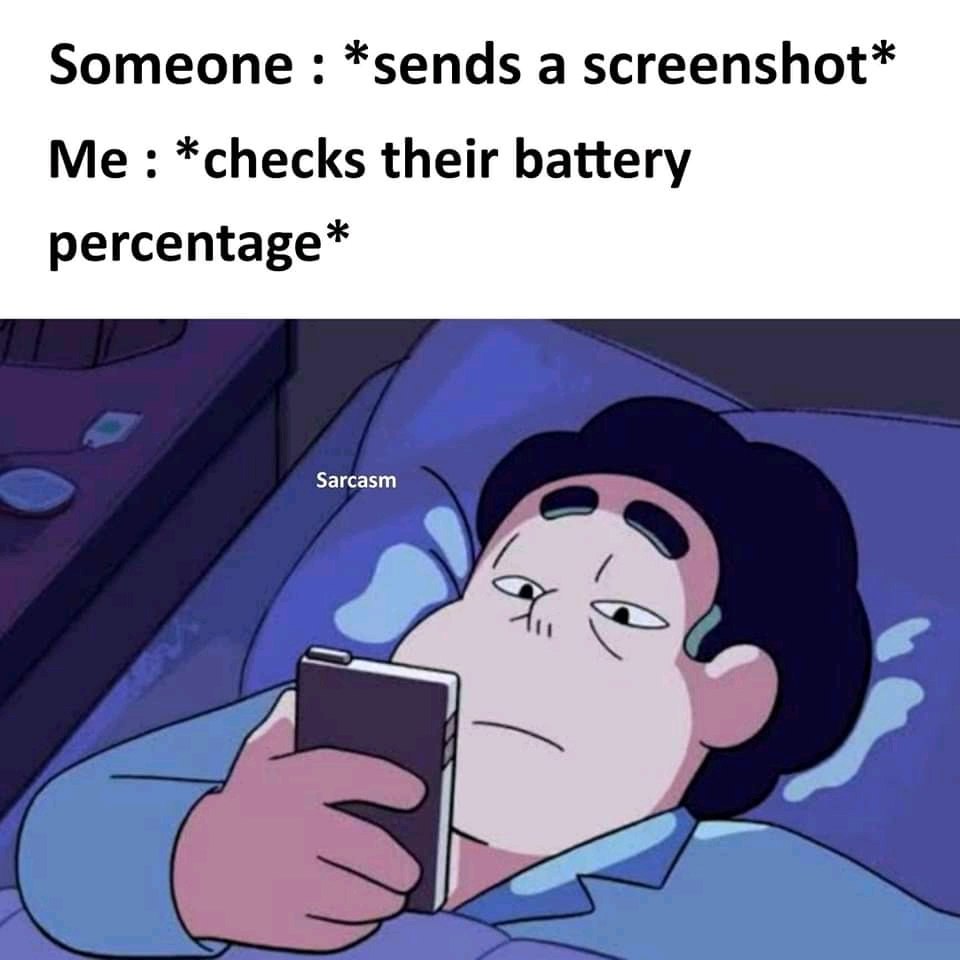 Someone : *sends a screenshot*
Me : *checks their battery
percentage*
Sarcasm